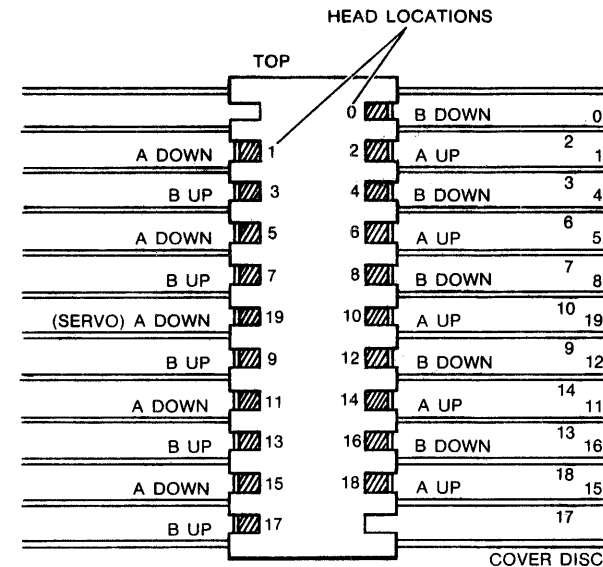 HEAD LOCATIONS
TOP
0 B DOWN 0
A DOWN 1 2 A UP 2
1
B UP 3 4 B DOWN 3
4
A DOWN 5 6 A UP 6
5
B UP 7 8 B DOWN 7
8
(SERVO) A DOWN 19 10 A UP 10
19
B UP 9 12 B DOWN 9
12
A DOWN 11 14 A UP 14
11
B UP 13 16 B DOWN 13
16
A DOWN 15 18 A UP 18
15
B UP 17 17
COVER DISC